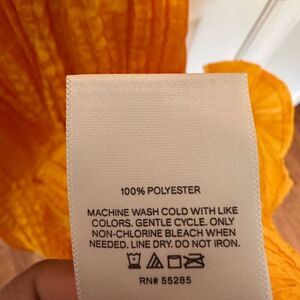 100% POLYESTER
MACHINE WASH COLD WITH LIKE
COLORS. GENTLE CYCLE. ONLY
NON-CHLORINE BLEACH WHEN
NEEDED. LINE DRY. DO NOT IRON.
RN# 55285